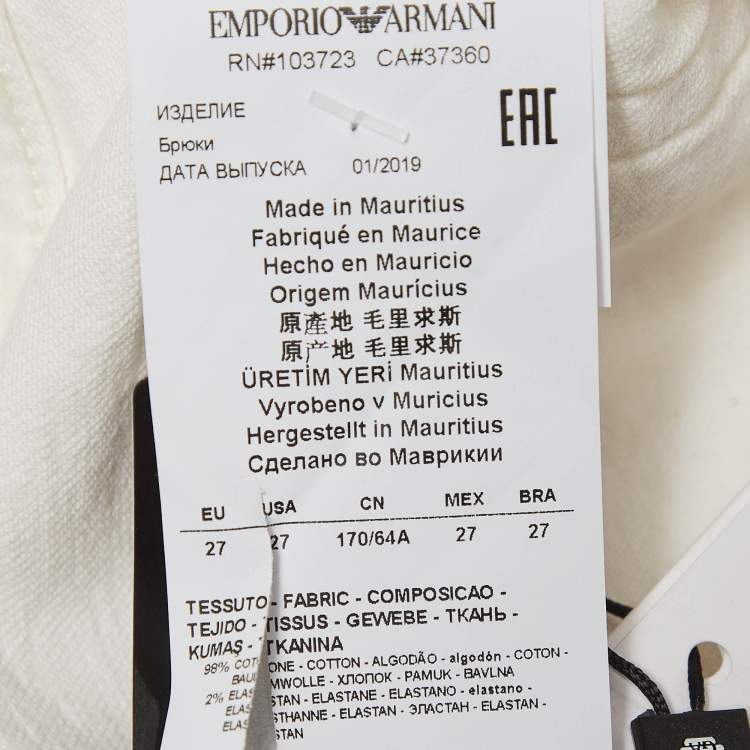 EMPORIO ARMANI
RN#103723 CA#37360
ИЗДЕЛИЕ
EAC
Брюки
ДАТА ВЫПУСКА 01/2019
Made in Mauritius
Fabriqué en Maurice
Hecho en Mauricio
Origem Maurícius
原產地 毛里求斯
原产地 毛里求斯
ÜRETİM YERİ Mauritius
Vyrobeno v Muricius
Hergestellt in Mauritius
Сделано во Маврикии
EU USA CN MEX BRA
27 27 170/64A 27 27
TESSUTO - FABRIC - COMPOSICAO -
TEJIDO - TISSUS - GEWEBE - ТКАНЬ -
KUMAŞ - TKANINA
98% COTONE - COTTON - ALGODÃO - algodón - COTON -
BAUMWOLLE - ХЛОПОК - PAMUK - BAVLNA
2% ELASTAN - ELASTANE - ELASTANO - elastano -
ELASTHANNE - ELASTAN - ЭЛАСТАН - ELASTAN -
ELASTAN